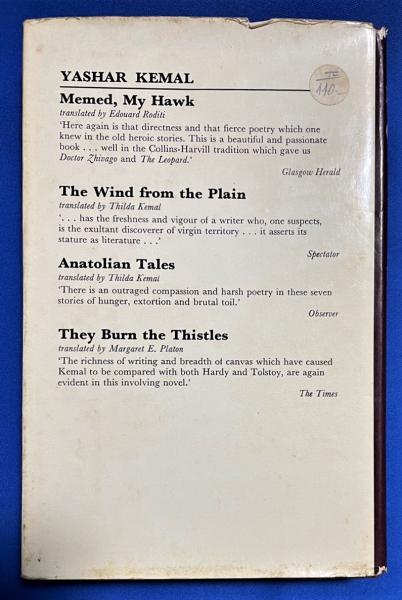 YASHAR KEMAL
TL
110-
Memed, My Hawk
translated by Edouard Roditi
'Here again is that directness and that fierce poetry which one
knew in the old heroic stories. This is a beautiful and passionate
book . . . well in the Collins-Harvill tradition which gave us
Doctor Zhivago and The Leopard.'
Glasgow Herald
The Wind from the Plain
translated by Thilda Kemal
'. . . has the freshness and vigour of a writer who, one suspects,
is the exultant discoverer of virgin territory . . . it asserts its
stature as literature . . .'
Spectator
Anatolian Tales
translated by Thilda Kemal
'There is an outraged compassion and harsh poetry in these seven
stories of hunger, extortion and brutal toil.'
Observer
They Burn the Thistles
translated by Margaret E. Platon
'The richness of writing and breadth of canvas which have caused
Kemal to be compared with both Hardy and Tolstoy, are again
evident in this involving novel.'
The Times